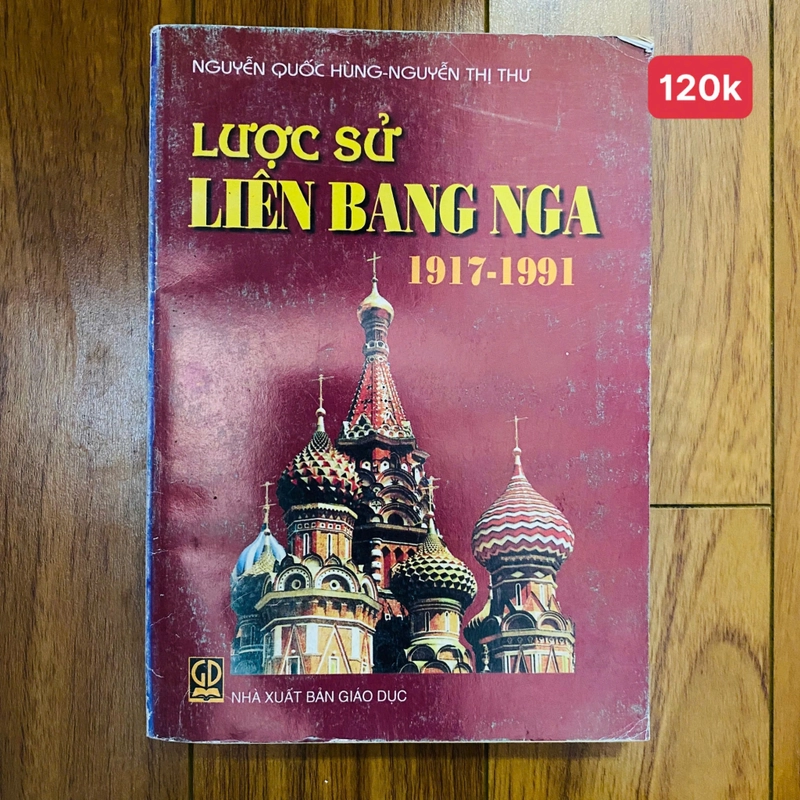 NGUYỄN QUỐC HÙNG-NGUYỄN THỊ THƯ
120k
LƯỢC SỬ
LIÊN BANG NGA
1917-1991
GD
NHÀ XUẤT BẢN GIÁO DỤC